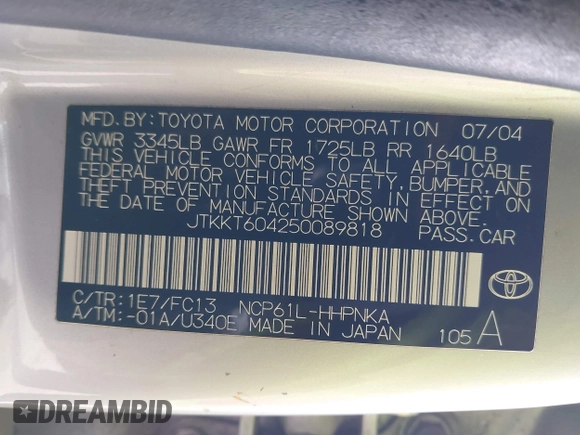 MFD.BY:TOYOTA MOTOR CORPORATION 07/04
GVWR 3345LB GAWR FR 1725LB RR 1640LB
THIS VEHICLE CONFORMS TO ALL APPLICABLE
FEDERAL MOTOR VEHICLE SAFETY, BUMPER, AND
THEFT PREVENTION STANDARDS IN EFFECT ON
THE DATE OF MANUFACTURE SHOWN ABOVE.
JTKKT604250089818 PASS.CAR
C/TR:1E7/FC13 NCP61L-HHPNKA
A/TM:-01A/U340E MADE IN JAPAN 105 A
DREAMBID